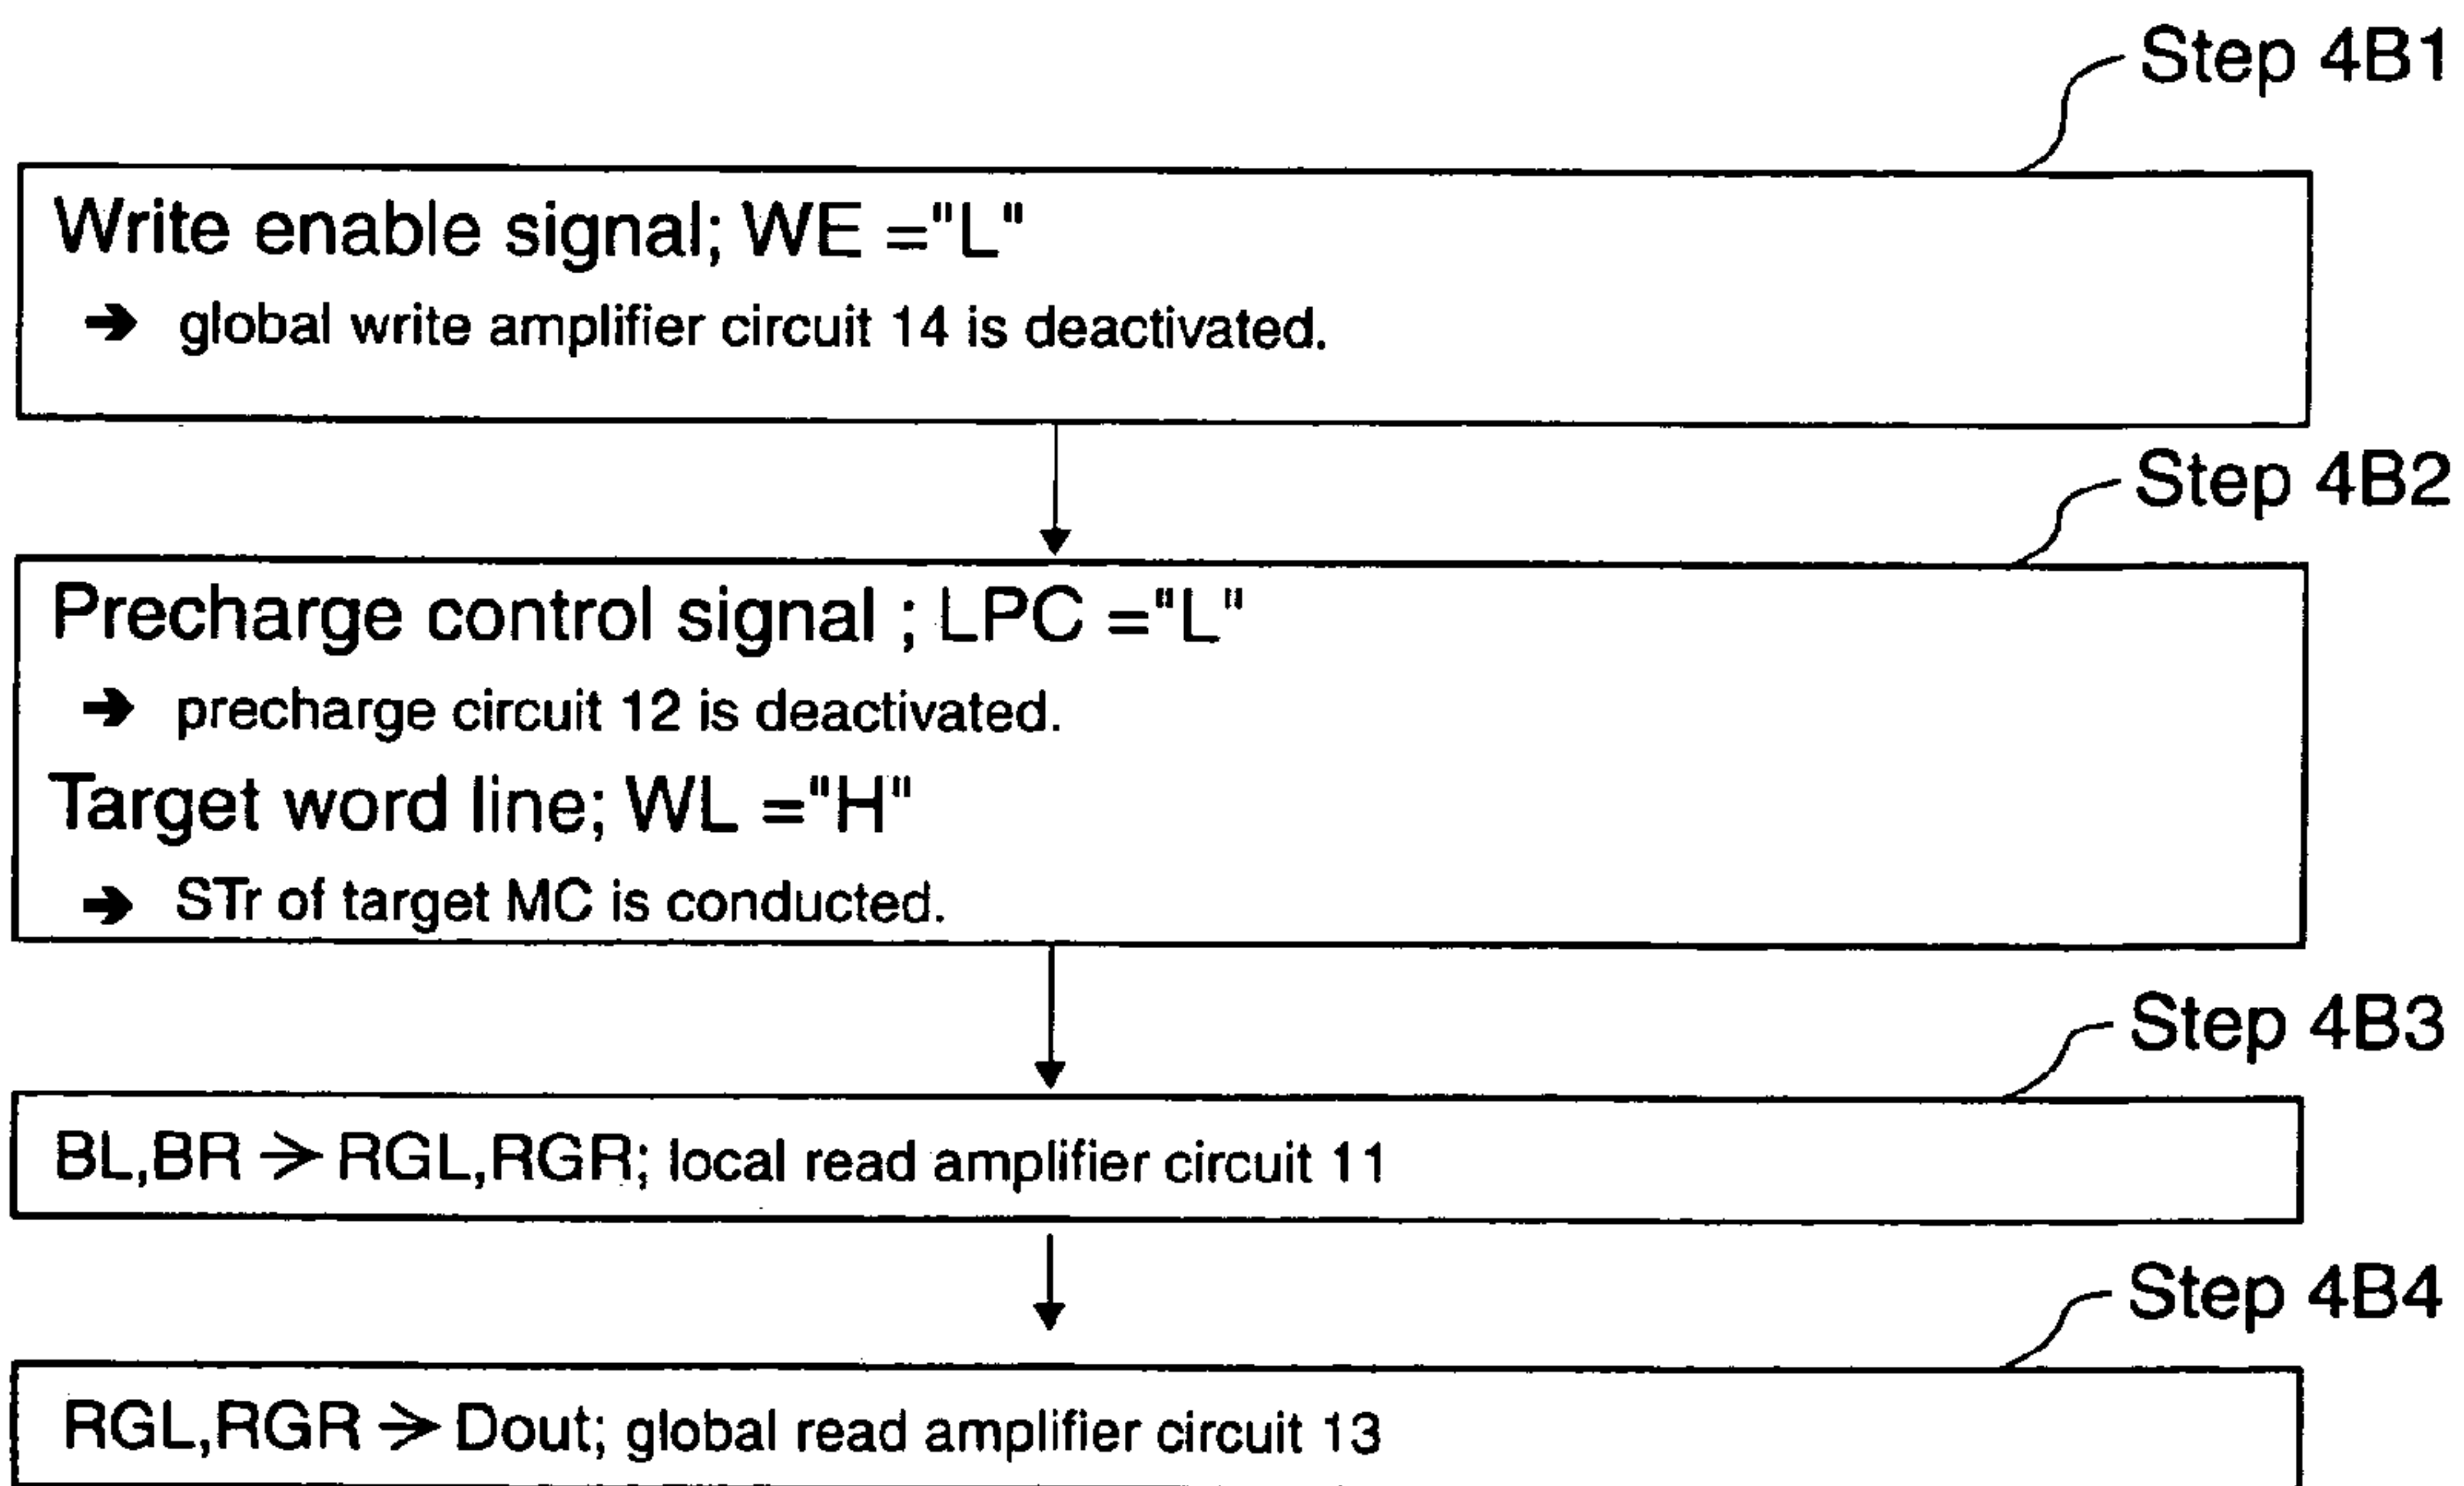 Step 4B1
Write enable signal; WE ="L"
➔ global write amplifier circuit 14 is deactivated.
Step 4B2
Precharge control signal ; LPC ="L"
➔ precharge circuit 12 is deactivated.
Target word line; WL ="H"
➔ STr of target MC is conducted.
Step 4B3
BL,BR → RGL,RGR; local read amplifier circuit 11
Step 4B4
RGL,RGR → Dout; global read amplifier circuit 13